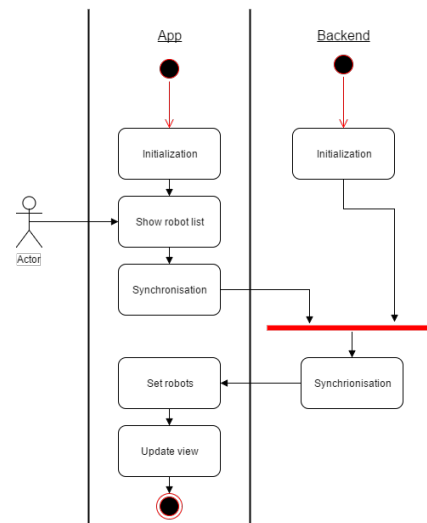 App
Backend
Initialization
Initialization
Show robot list
Actor
Synchronisation
Synchrionisation
Set robots
Update view